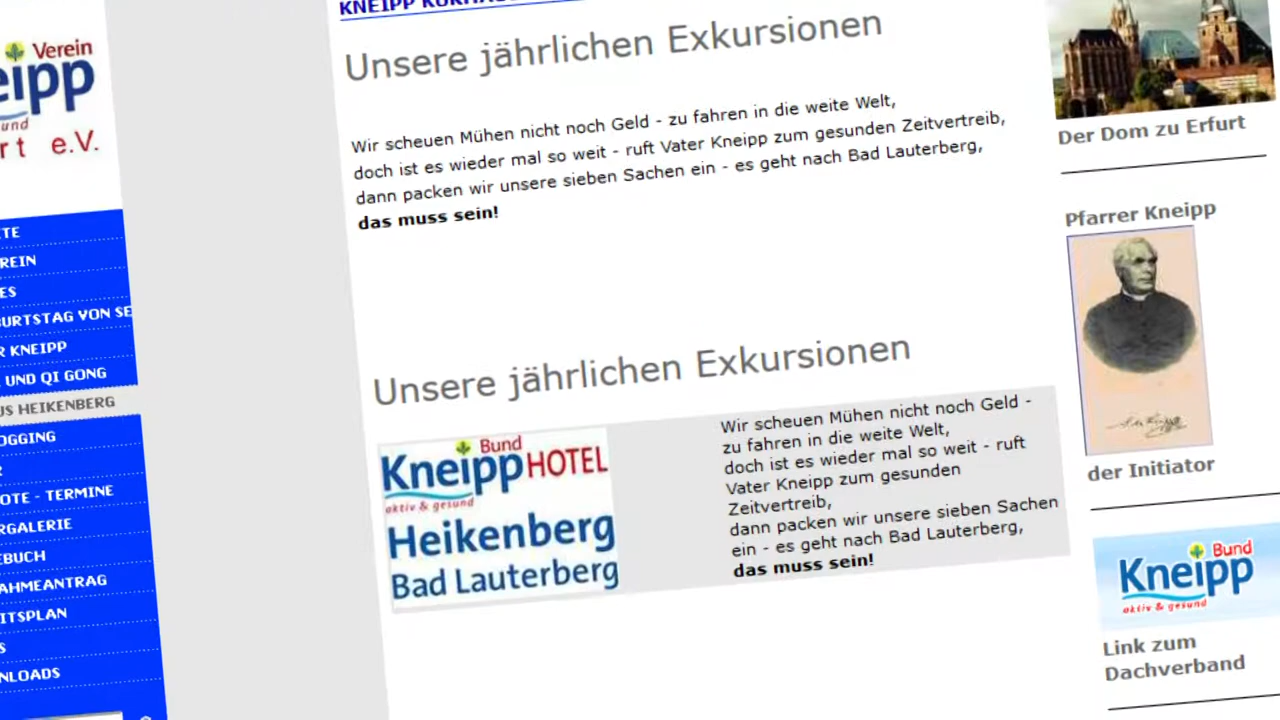 Verein
eipp
und
rt e.V.
TE
REIN
ES
BURTSTAG VON SE
R KNEIPP
UND QI GONG
US HEIKENBERG
OGGING
R
OTE - TERMINE
RGALERIE
EBUCH
AHMEANTRAG
ITSPLAN
S
NLOADS
Unsere jährlichen Exkursionen
Wir scheuen Mühen nicht noch Geld - zu fahren in die weite Welt,
doch ist es wieder mal so weit - ruft Vater Kneipp zum gesunden Zeitvertreib,
dann packen wir unsere sieben Sachen ein - es geht nach Bad Lauterberg,
das muss sein!
Unsere jährlichen Exkursionen
Bund
Kneipp HOTEL
aktiv & gesund
Heikenberg
Bad Lauterberg
Wir scheuen Mühen nicht noch Geld -
zu fahren in die weite Welt,
doch ist es wieder mal so weit - ruft
Vater Kneipp zum gesunden
Zeitvertreib,
dann packen wir unsere sieben Sachen
ein - es geht nach Bad Lauterberg,
das muss sein!
Der Dom zu Erfurt
Pfarrer Kneipp
der Initiator
Bund
Kneipp
aktiv & gesund
Link zum
Dachverband